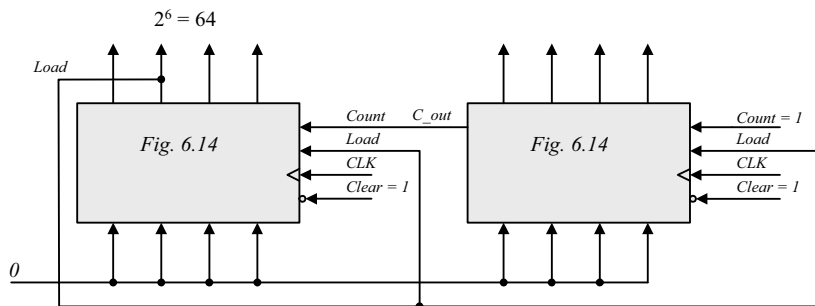 2⁶ = 64
Load
Fig. 6.14
Count
C_out
Load
CLK
Clear = 1
Fig. 6.14
Count = 1
Load
CLK
Clear = 1
0